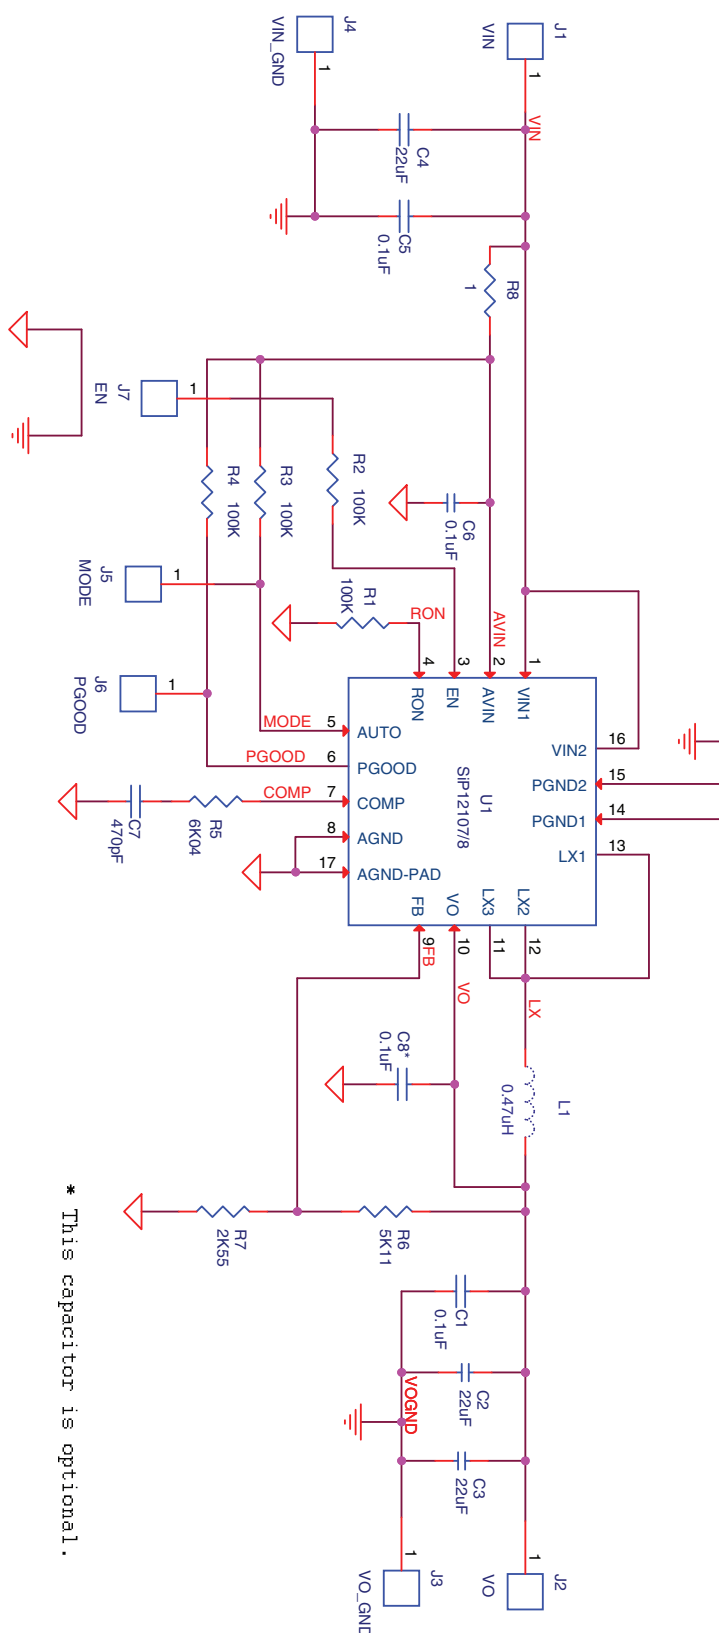 J1
VIN
1
VIN
J4
VIN_GND
1
C4
22uF
C5
0.1uF
R8
1
J7
EN
1
R2 100K
R3 100K
R4 100K
C6
0.1uF
J5
MODE
1
J6
PGOOD
1
R1
100K
RON
AVIN
MODE
PGOOD
COMP
R5
6K04
C7
470pF
1
2
3
4
5
6
7
8
17
9
10
11
12
13
14
15
16
VIN1
AVIN
EN
RON
AUTO
PGOOD
COMP
AGND
AGND-PAD
FB
VO
LX3
LX2
LX1
PGND1
PGND2
VIN2
U1
SiP12107/8
FB
VO
LX
C8*
0.1uF
L1
0.47uH
R6
5K11
R7
2K55
C1
0.1uF
C2
22uF
C3
22uF
VOGND
J2
VO
1
J3
VO_GND
1
* This capacitor is optional.